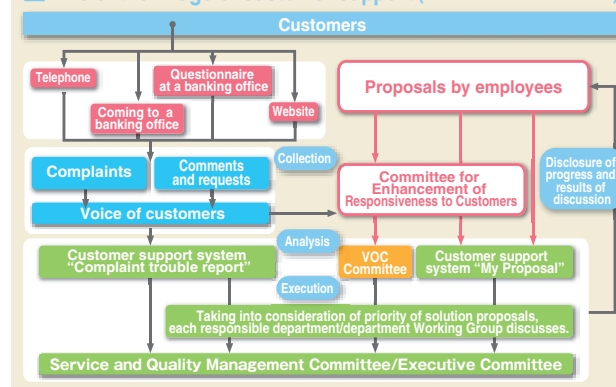 Customers
Telephone
Questionnaire
at a banking office
Coming to a
banking office
Website
Proposals by employees
Complaints
Comments
and requests
Collection
Voice of customers
Committee for
Enhancement of
Responsiveness to Customers
Disclosure of
progress and
results of
discussion
Analysis
Customer support system
“Complaint trouble report”
VOC
Committee
Customer support
system “My Proposal”
Execution
Taking into consideration of priority of solution proposals,
each responsible department/department Working Group discusses.
Service and Quality Management Committee/Executive Committee